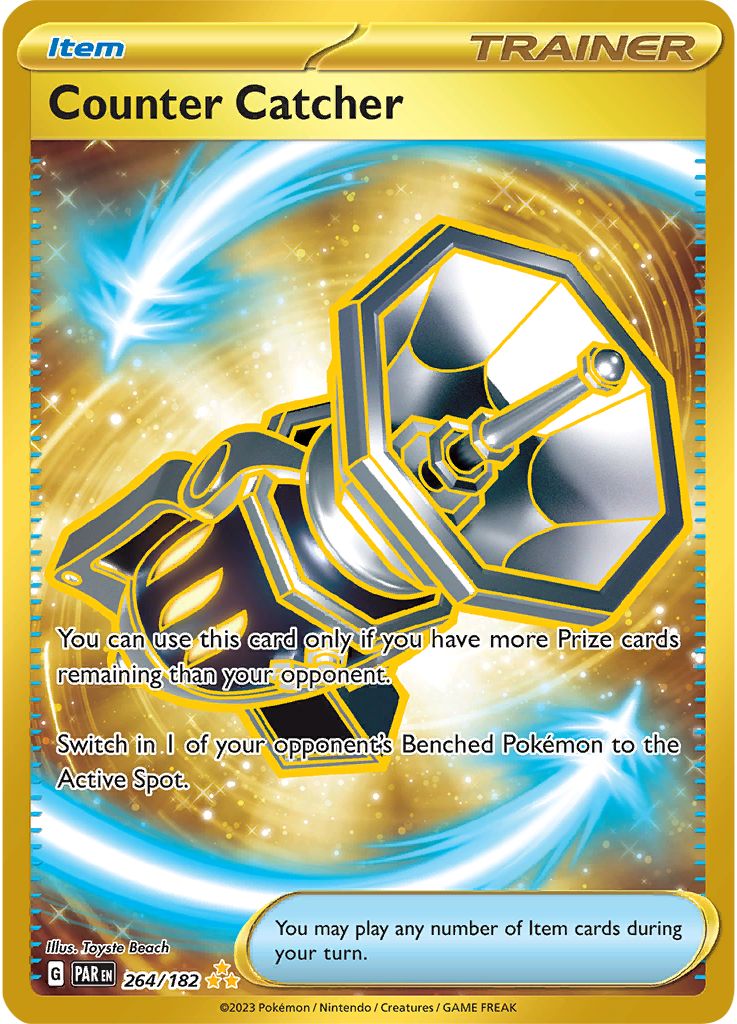 Item
TRAINER
Counter Catcher
You can use this card only if you have more Prize cards
remaining than your opponent.
Switch in 1 of your opponent's Benched Pokémon to the
Active Spot.
You may play any number of Item cards during
your turn.
Illus. Toyste Beach
G PAR EN 264/182
©2023 Pokémon / Nintendo / Creatures / GAME FREAK